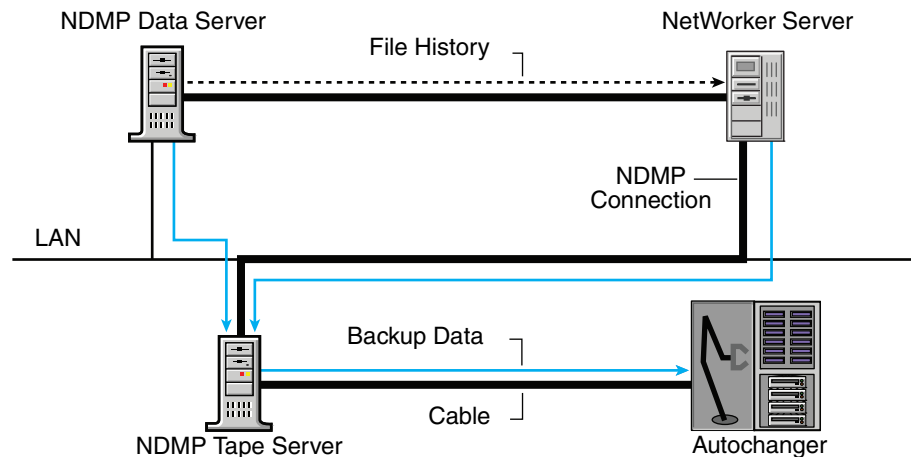 NDMP Data Server
NetWorker Server
File History
NDMP
Connection
LAN
Backup Data
Cable
NDMP Tape Server
Autochanger